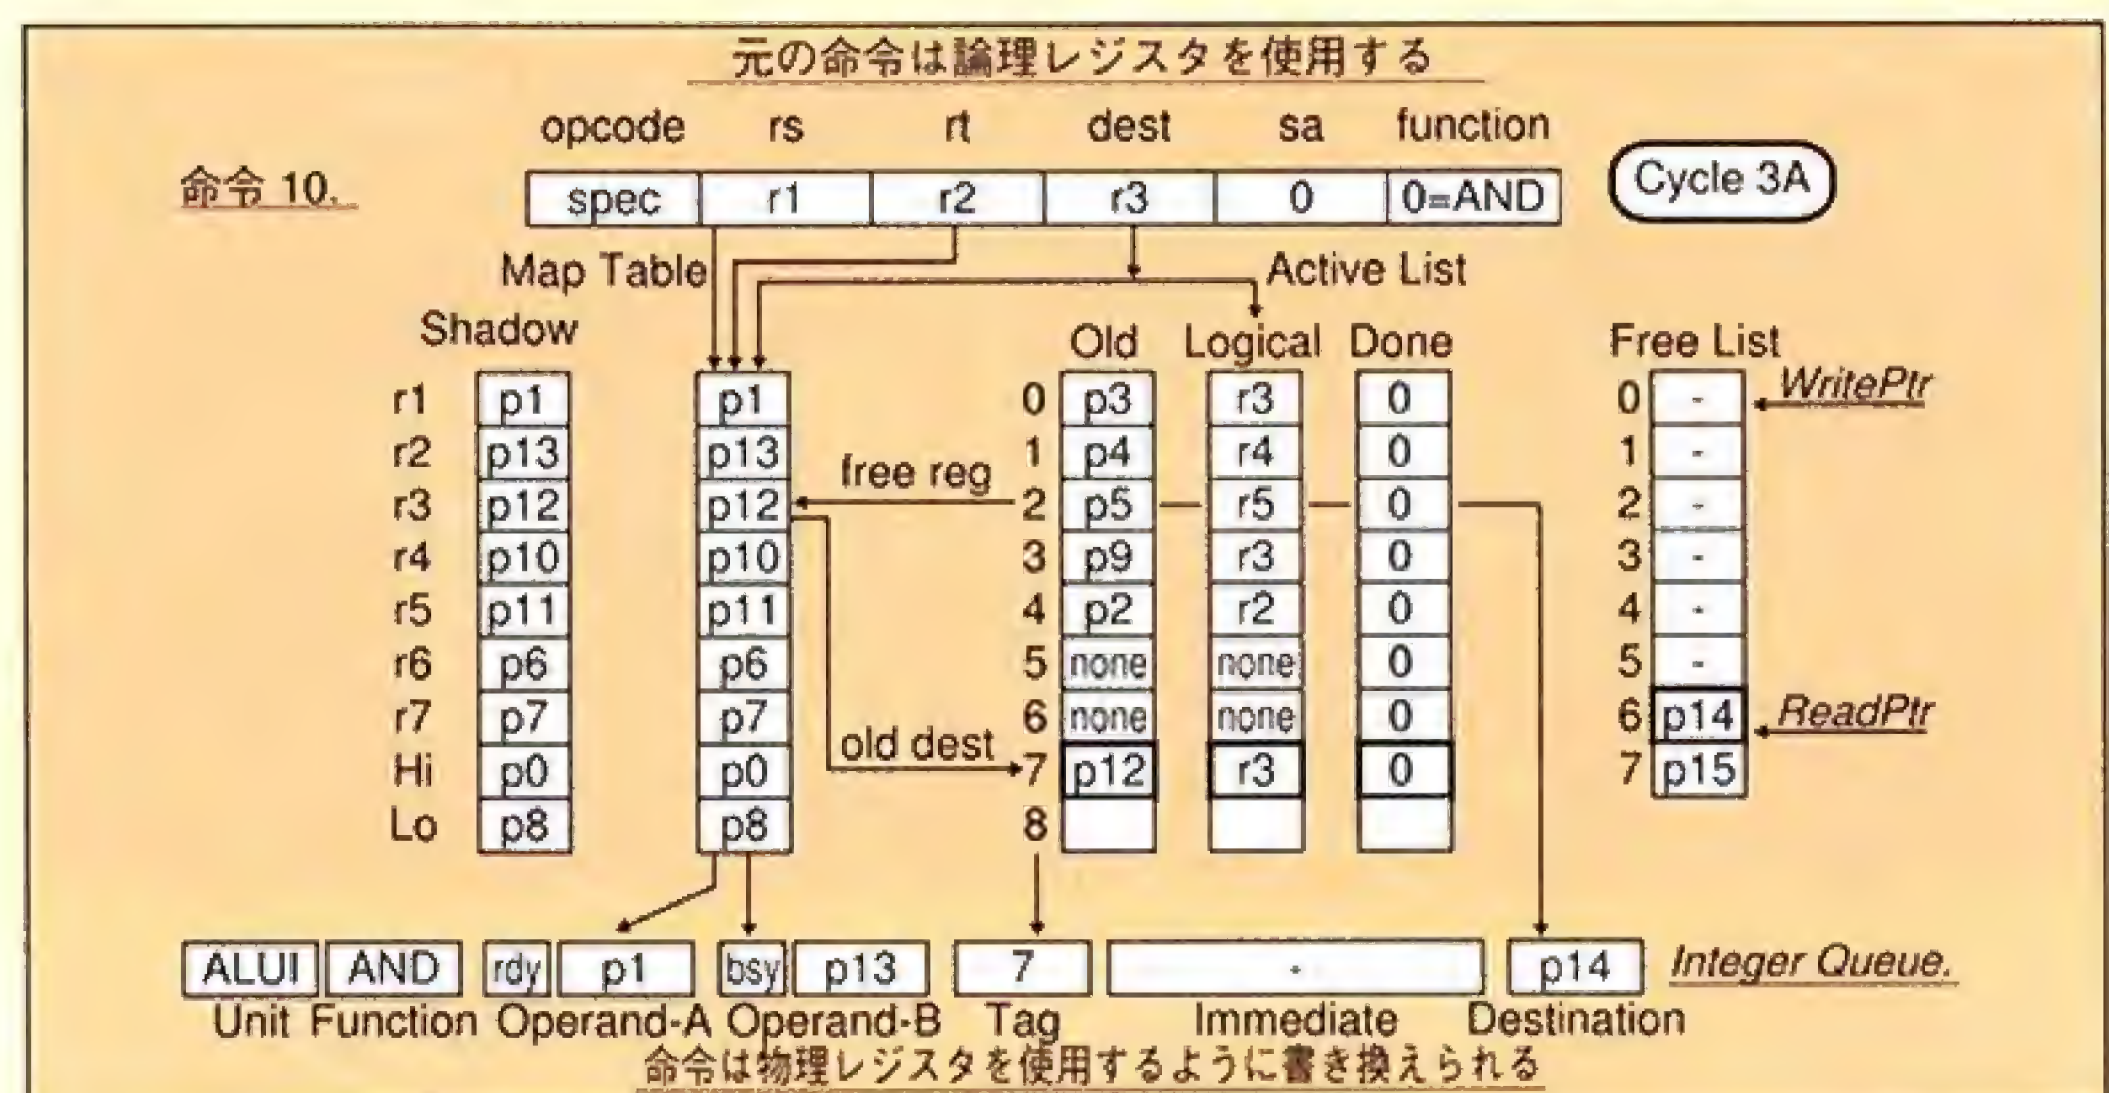 元の命令は論理レジスタを使用する
opcode rs rt dest sa function
命令 10. spec r1 r2 r3 0 0=AND Cycle 3A
Map Table Active List
Shadow Old Logical Done Free List
r1 p1 p1 0 p3 r3 0 0 - WritePtr
r2 p13 p13 1 p4 r4 0 1 -
free reg
r3 p12 p12 2 p5 r5 0 2 -
r4 p10 p10 3 p9 r3 0 3 -
r5 p11 p11 4 p2 r2 0 4 -
r6 p6 p6 5 none none 0 5 -
r7 p7 p7 6 none none 0 6 p14 ReadPtr
old dest
Hi p0 p0 7 p12 r3 0 7 p15
Lo p8 p8 8
ALUI AND rdy p1 bsy p13 7 - p14 Integer Queue.
Unit Function Operand-A Operand-B Tag Immediate Destination
命令は物理レジスタを使用するように書き換えられる